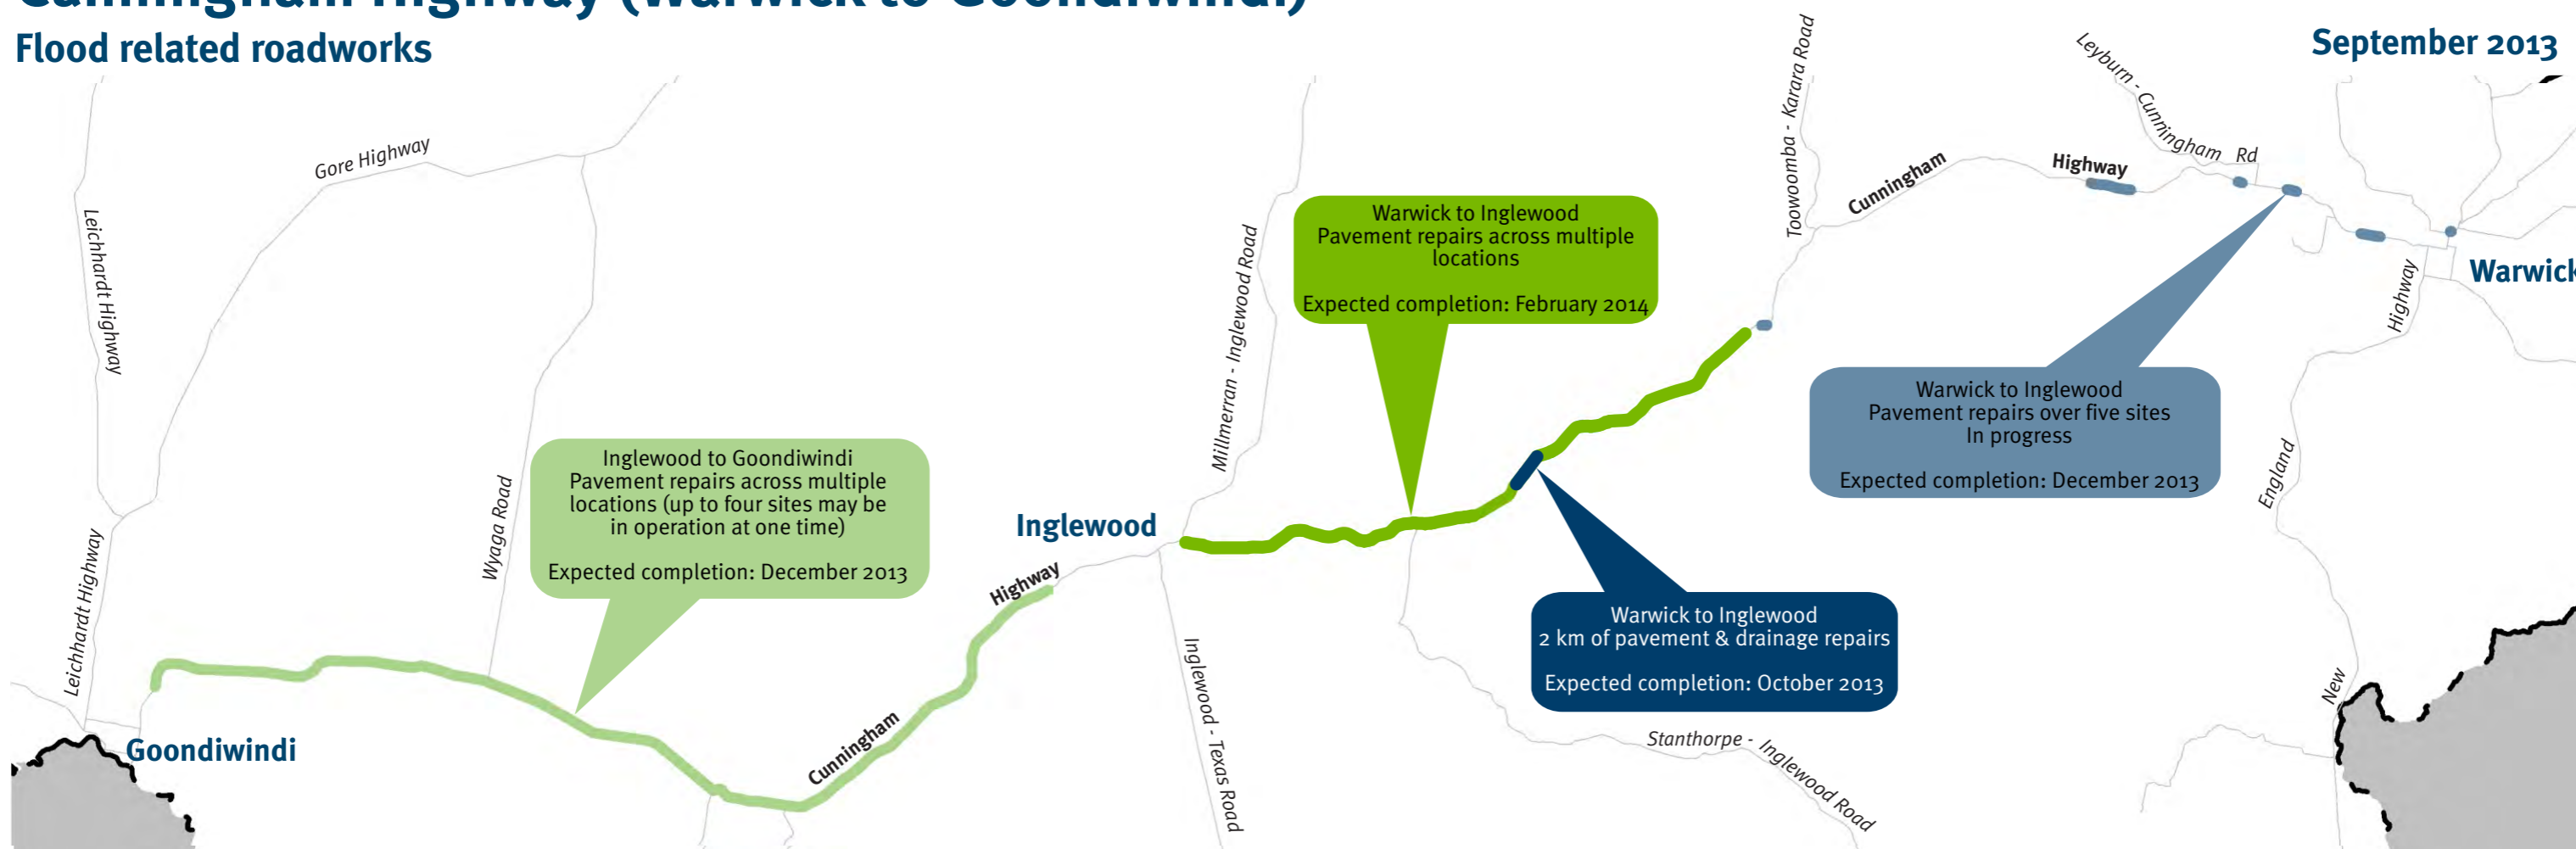 Cunningham Highway (Warwick to Goondiwindi)
Flood related roadworks
September 2013
Leyburn - Cunningham Rd
Toowoomba - Karara Road
Gore Highway
Cunningham
Highway
Leichhardt Highway
Millmerran - Inglewood Road
Warwick to Inglewood
Pavement repairs across multiple
locations
Expected completion: February 2014
Warwick
Highway
Warwick to Inglewood
Pavement repairs over five sites
In progress
Expected completion: December 2013
England
New
Inglewood to Goondiwindi
Pavement repairs across multiple
locations (up to four sites may be
in operation at one time)
Expected completion: December 2013
Wyaga Road
Inglewood
Highway
Leichhardt Highway
Warwick to Inglewood
2 km of pavement & drainage repairs
Expected completion: October 2013
Inglewood - Texas Road
Cunningham
Goondiwindi
Stanthorpe - Inglewood Road